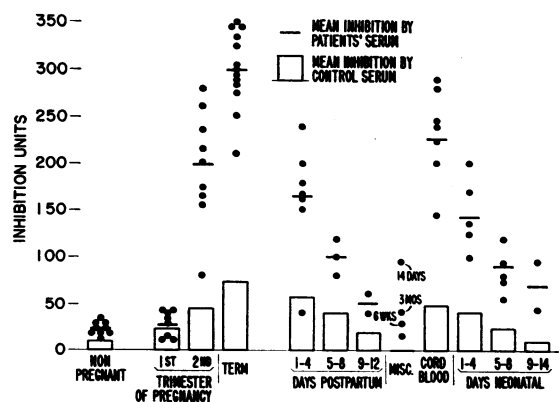 MEAN INHIBITION BY
PATIENTS' SERUM
MEAN INHIBITION BY
CONTROL SERUM
INHIBITION UNITS
350
300
250
200
150
100
50
0
14 DAYS
3 MOS
6 WKS
NON
PREGNANT
1ST 2ND
TRIMESTER
OF PREGNANCY
TERM
1-4 5-8 9-12
DAYS POSTPARTUM
MISC.
CORD
BLOOD
1-4 5-8 9-14
DAYS NEONATAL